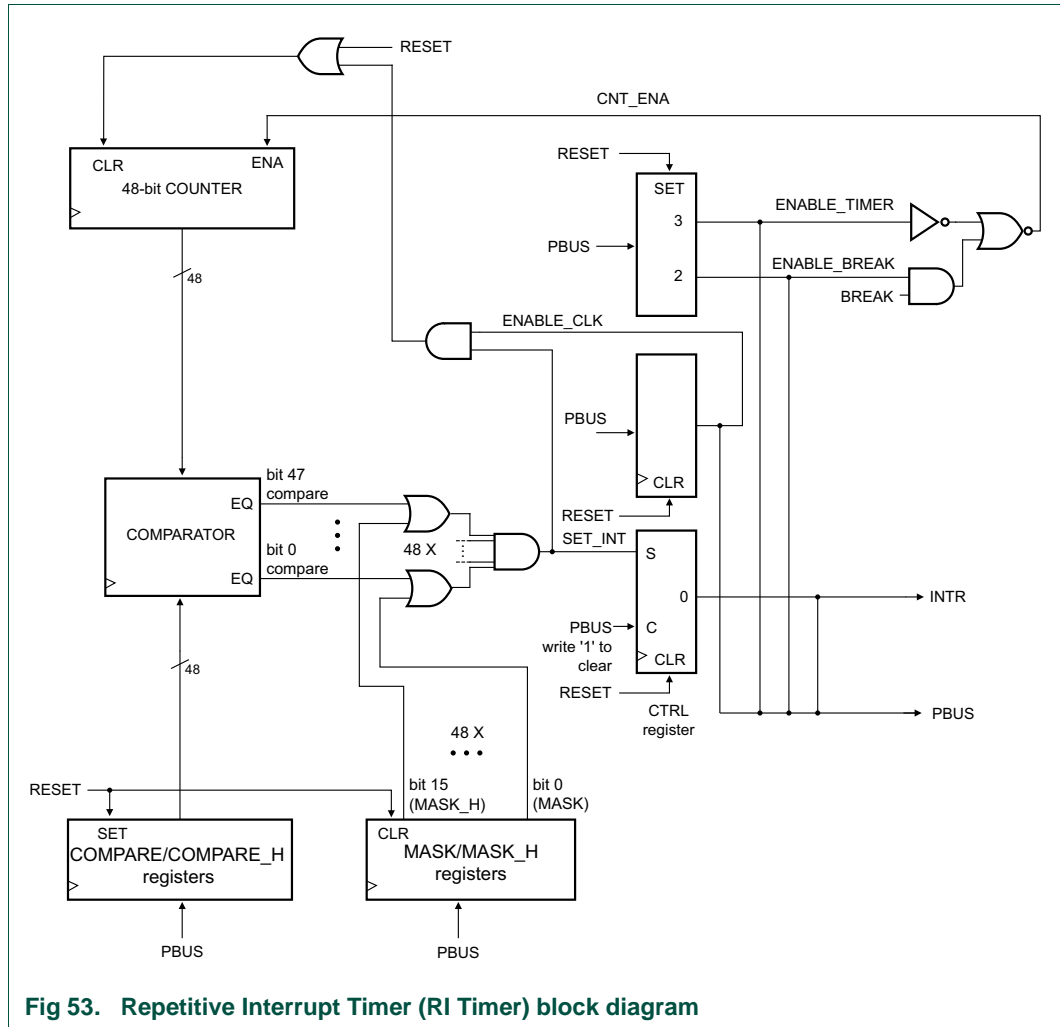 RESET
CNT_ENA
CLR
ENA
48-bit COUNTER
RESET
SET
3
ENABLE_TIMER
PBUS
48
2
ENABLE_BREAK
BREAK
ENABLE_CLK
PBUS
CLR
RESET
bit 47
compare
EQ
COMPARATOR
48 X
bit 0
compare
EQ
SET_INT
S
0
INTR
PBUS
write '1' to
clear
C
CLR
RESET
CTRL
register
PBUS
48
48 X
bit 15
(MASK_H)
bit 0
(MASK)
RESET
SET
COMPARE/COMPARE_H
registers
CLR
MASK/MASK_H
registers
PBUS
PBUS
Fig 53. Repetitive Interrupt Timer (RI Timer) block diagram